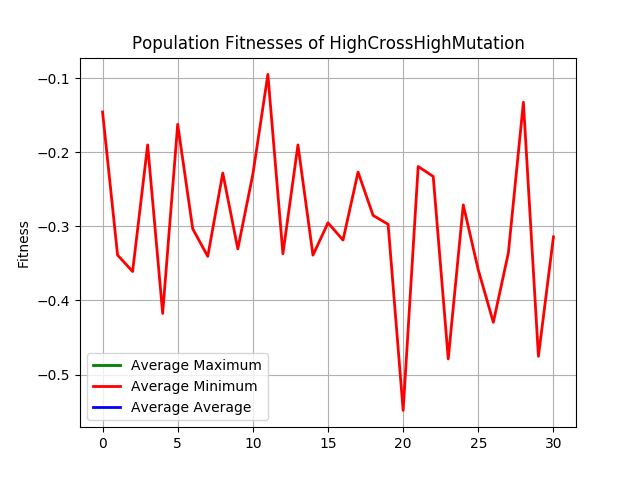 Population Fitnesses of HighCrossHighMutation
−0.1
−0.2
−0.3
−0.4
−0.5
Fitness
Average Maximum
Average Minimum
Average Average
0 5 10 15 20 25 30